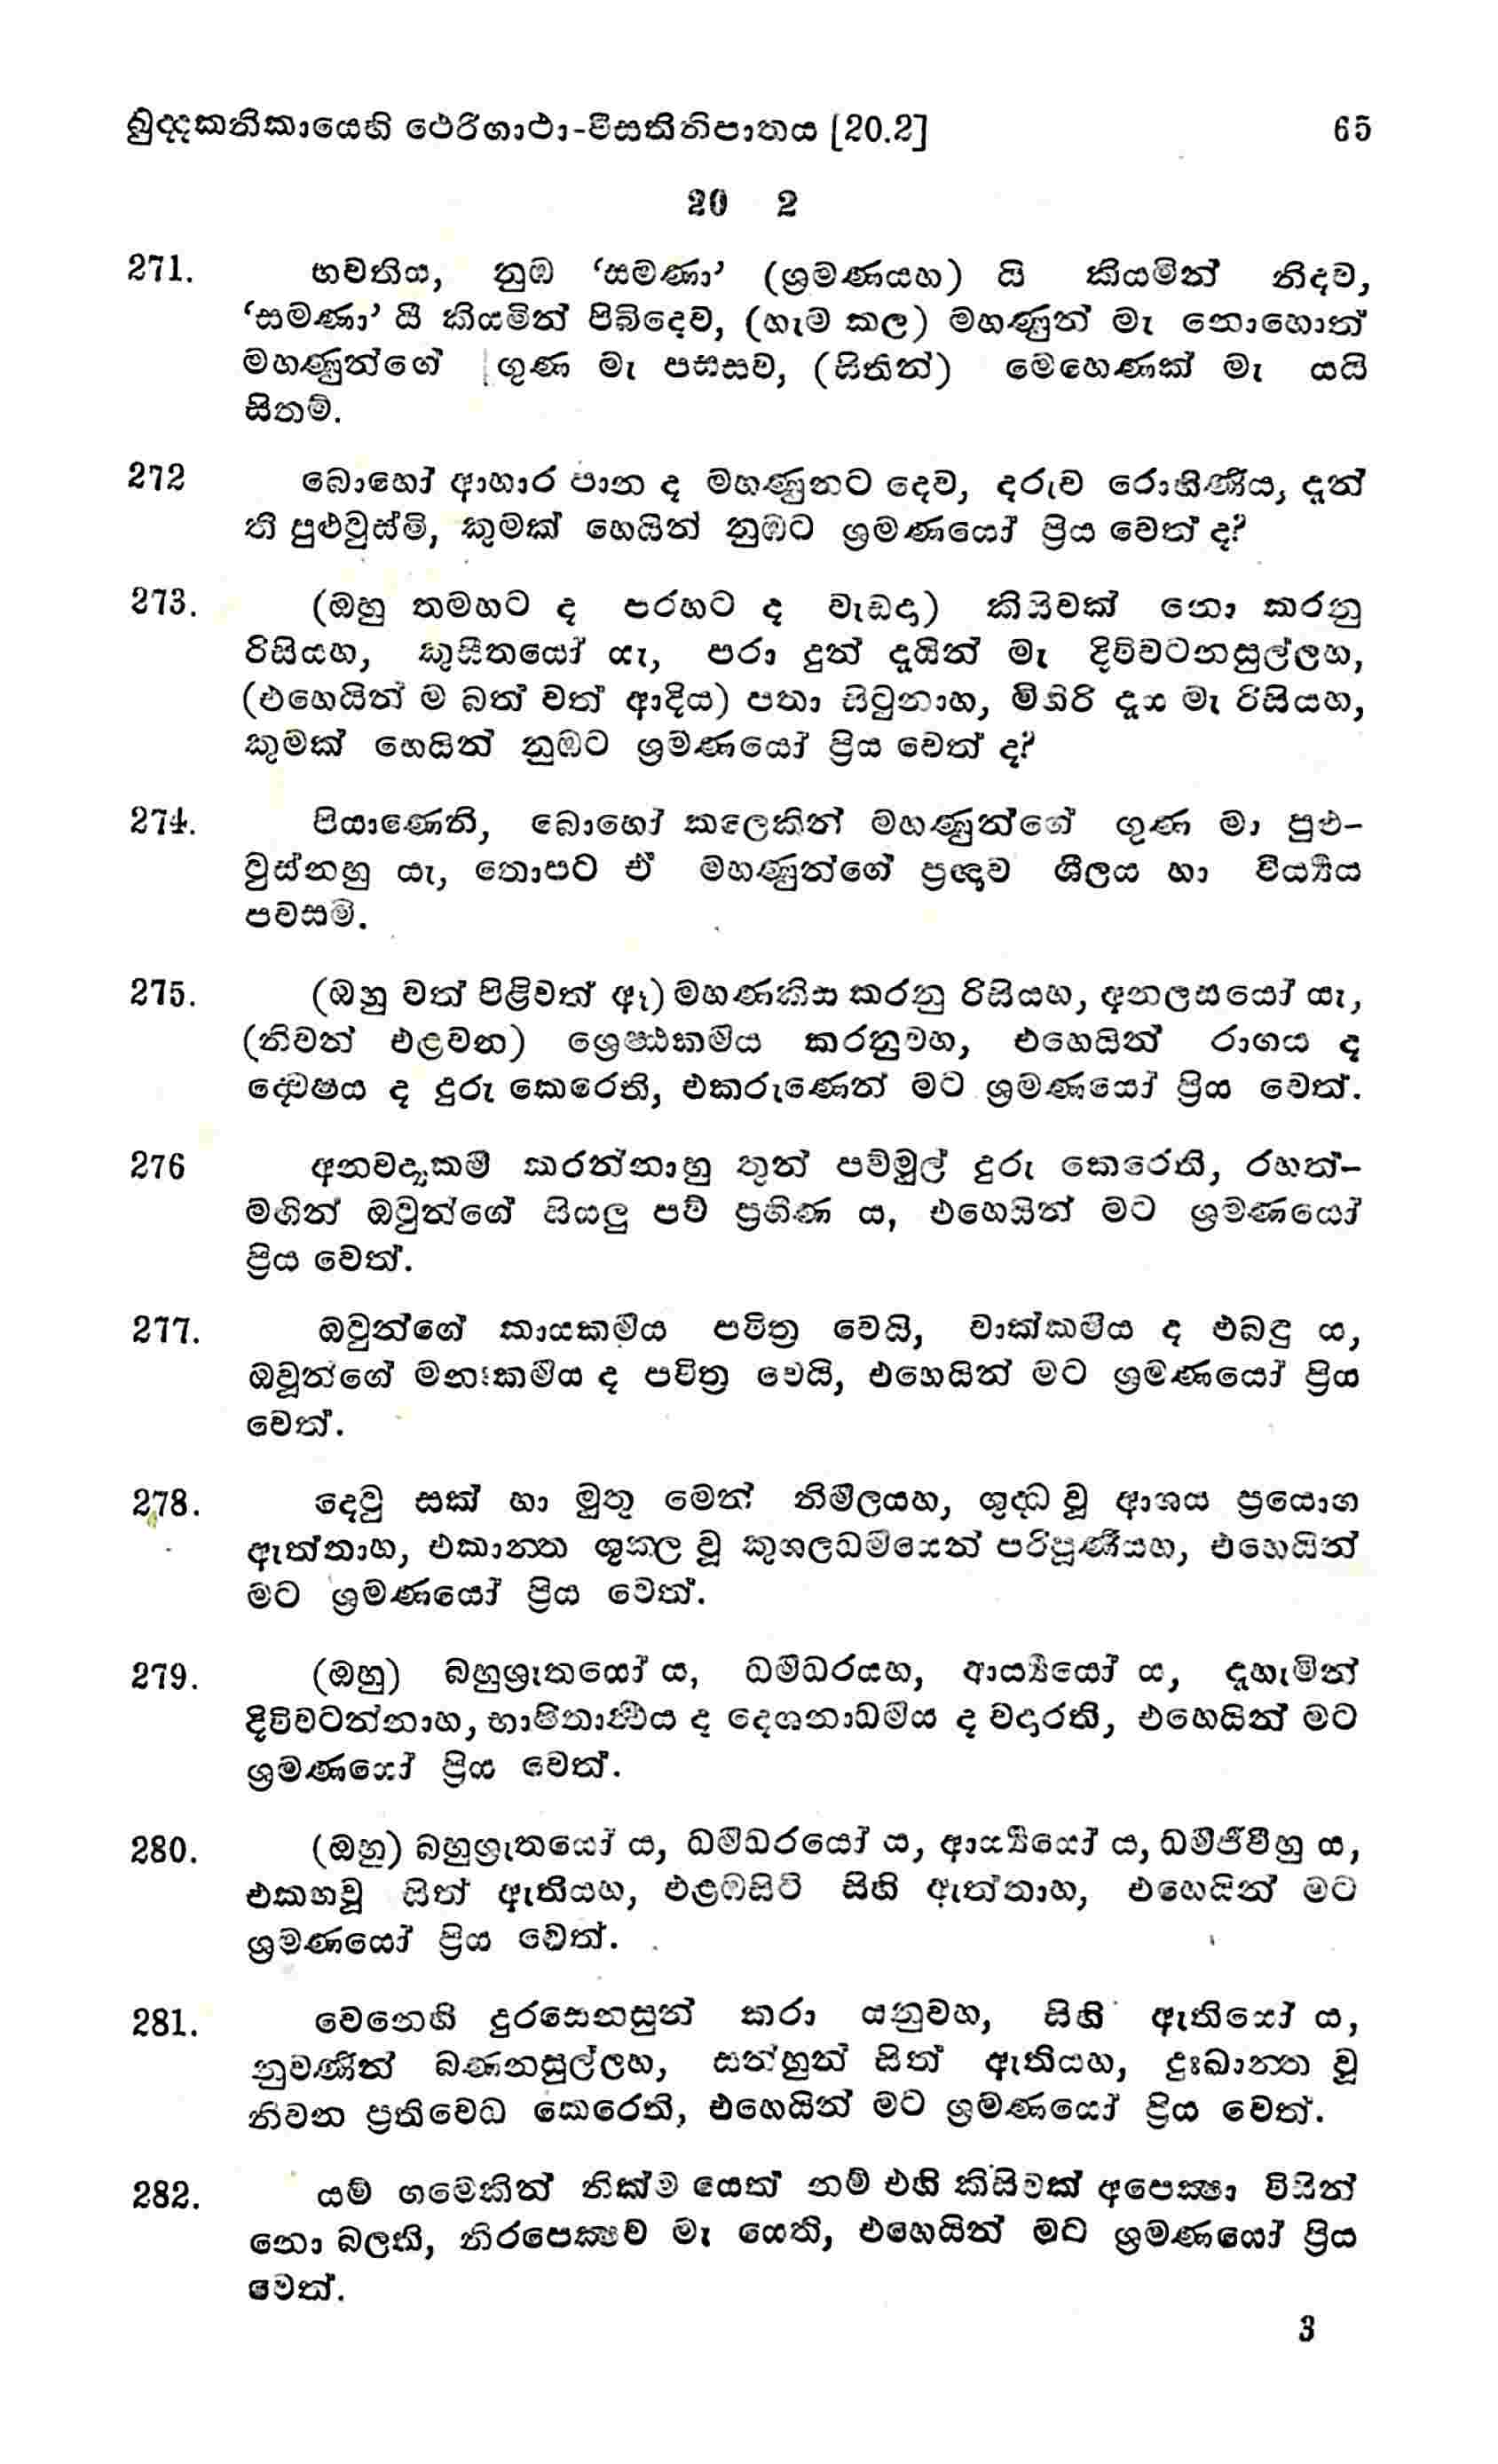 ඛුද්දකනිකායෙහි ථෙරීගාථා-වීසතිනිපාතය [20.2] 65
20 2
271. භවතිය, නුඹ ‘සමණා’ (ශ්‍රමණයහ) යි කියමින් නිදව,
‘සමණා’ යි කියමින් පිබිදෙව, (හැම කල) මහණුන් මැ නොහොත්
මහණුන්ගේ ගුණ මැ පසසව, (සිතින්) මෙහෙණක් මැ යයි
සිතමි.
272 බොහෝ ආහාර පාන ද මහණුනට දෙව, දරුව රොහිණිය, දැන්
ති පුළුවුස්මි, කුමක් හෙයින් නුඹට ශ්‍රමණයෝ ප්‍රිය වෙත් ද?
273. (ඔහු තමහට ද පරහට ද වැඩදා) කිසිවක් නො කරනු
රිසියහ, කුසීතයෝ යැ, පරා දුන් දැයින් මැ දිවිවටනසුල්ලහ,
(එහෙයින් ම බත් වත් ආදිය) පතා සිටුනාහ, මිහිරි දැය මැ රිසියහ,
කුමක් හෙයින් නුඹට ශ්‍රමණයෝ ප්‍රිය වෙත් ද?
274. පියාණෙනි, බොහෝ කලෙකින් මහණුන්ගේ ගුණ මා පුළු-
වුස්නහු යැ, තොපට ඒ මහණුන්ගේ ප්‍රඥාව ශීලය හා වීර්‍ය්‍යය
පවසමි.
275. (ඔහු වත් පිළිවත් ඈ) මහණකිස කරනු රිසියහ, අනලසයෝ යැ,
(නිවන් එළවන) ශ්‍රෙෂ්ඨකර්‍මය කරනුවහ, එහෙයින් රාගය ද
ද්වේෂය ද දුරු කෙරෙති, එකරුණෙන් මට ශ්‍රමණයෝ ප්‍රිය වෙත්.
276 අනවද්‍යකර්‍ම කරන්නාහු තුන් පව්මුල් දුරු කෙරෙති, රහත්-
මගින් ඔවුන්ගේ සියලු පව් ප්‍රහීණ ය, එහෙයින් මට ශ්‍රමණයෝ
ප්‍රිය වෙත්.
277. ඔවුන්ගේ කායකර්‍මය පවිත්‍ර වෙයි, වාක්කර්‍මය ද එබඳු ය,
ඔවුන්ගේ මනඃකර්‍මය ද පවිත්‍ර වෙයි, එහෙයින් මට ශ්‍රමණයෝ ප්‍රිය
වෙත්.
278. දෙවු සක් හා මුතු මෙන් නිර්‍මලයහ, ශුද්ධ වූ ආශය ප්‍රයොග
ඇත්තාහ, එකාන්ත ශුක්ල වූ කුශලධර්‍මයෙන් පරිපූර්‍ණයහ, එහෙයින්
මට ශ්‍රමණයෝ ප්‍රිය වෙත්.
279. (ඔහු) බහුශ්‍රැතයෝ ය, ධර්‍මධරයහ, ආර්‍ය්‍යයෝ ය, දැහැමින්
දිවිවටන්නාහ, භාෂිතාර්‍ථය ද දෙශනාධර්‍මය ද වදාරති, එහෙයින් මට
ශ්‍රමණයෝ ප්‍රිය වෙත්.
280. (ඔහු) බහුශ්‍රැතයෝ ය, ධර්‍මධරයෝ ය, ආර්‍ය්‍යයෝ ය, ධර්‍මජීවීහු ය,
එකඟවූ සිත් ඇතියහ, එළඹසිටි සිහි ඇත්තාහ, එහෙයින් මට
ශ්‍රමණයෝ ප්‍රිය වෙත්.
281. වෙනෙහි දුරසෙනසුන් කරා යනුවහ, සිහි ඇතියෝ ය,
නුවණින් බණනසුල්ලහ, සන්හුන් සිත් ඇතියහ, දුඃඛාන්ත වූ
නිවන ප්‍රතිවෙධ කෙරෙති, එහෙයින් මට ශ්‍රමණයෝ ප්‍රිය වෙත්.
282. යම් ගමෙකින් නික්ම යෙත් නම් එහි කිසිවක් අපෙක්‍ෂා විසින්
නො බලති, නිරපෙක්‍ෂව මැ යෙති, එහෙයින් මට ශ්‍රමණයෝ ප්‍රිය
වෙත්.
3